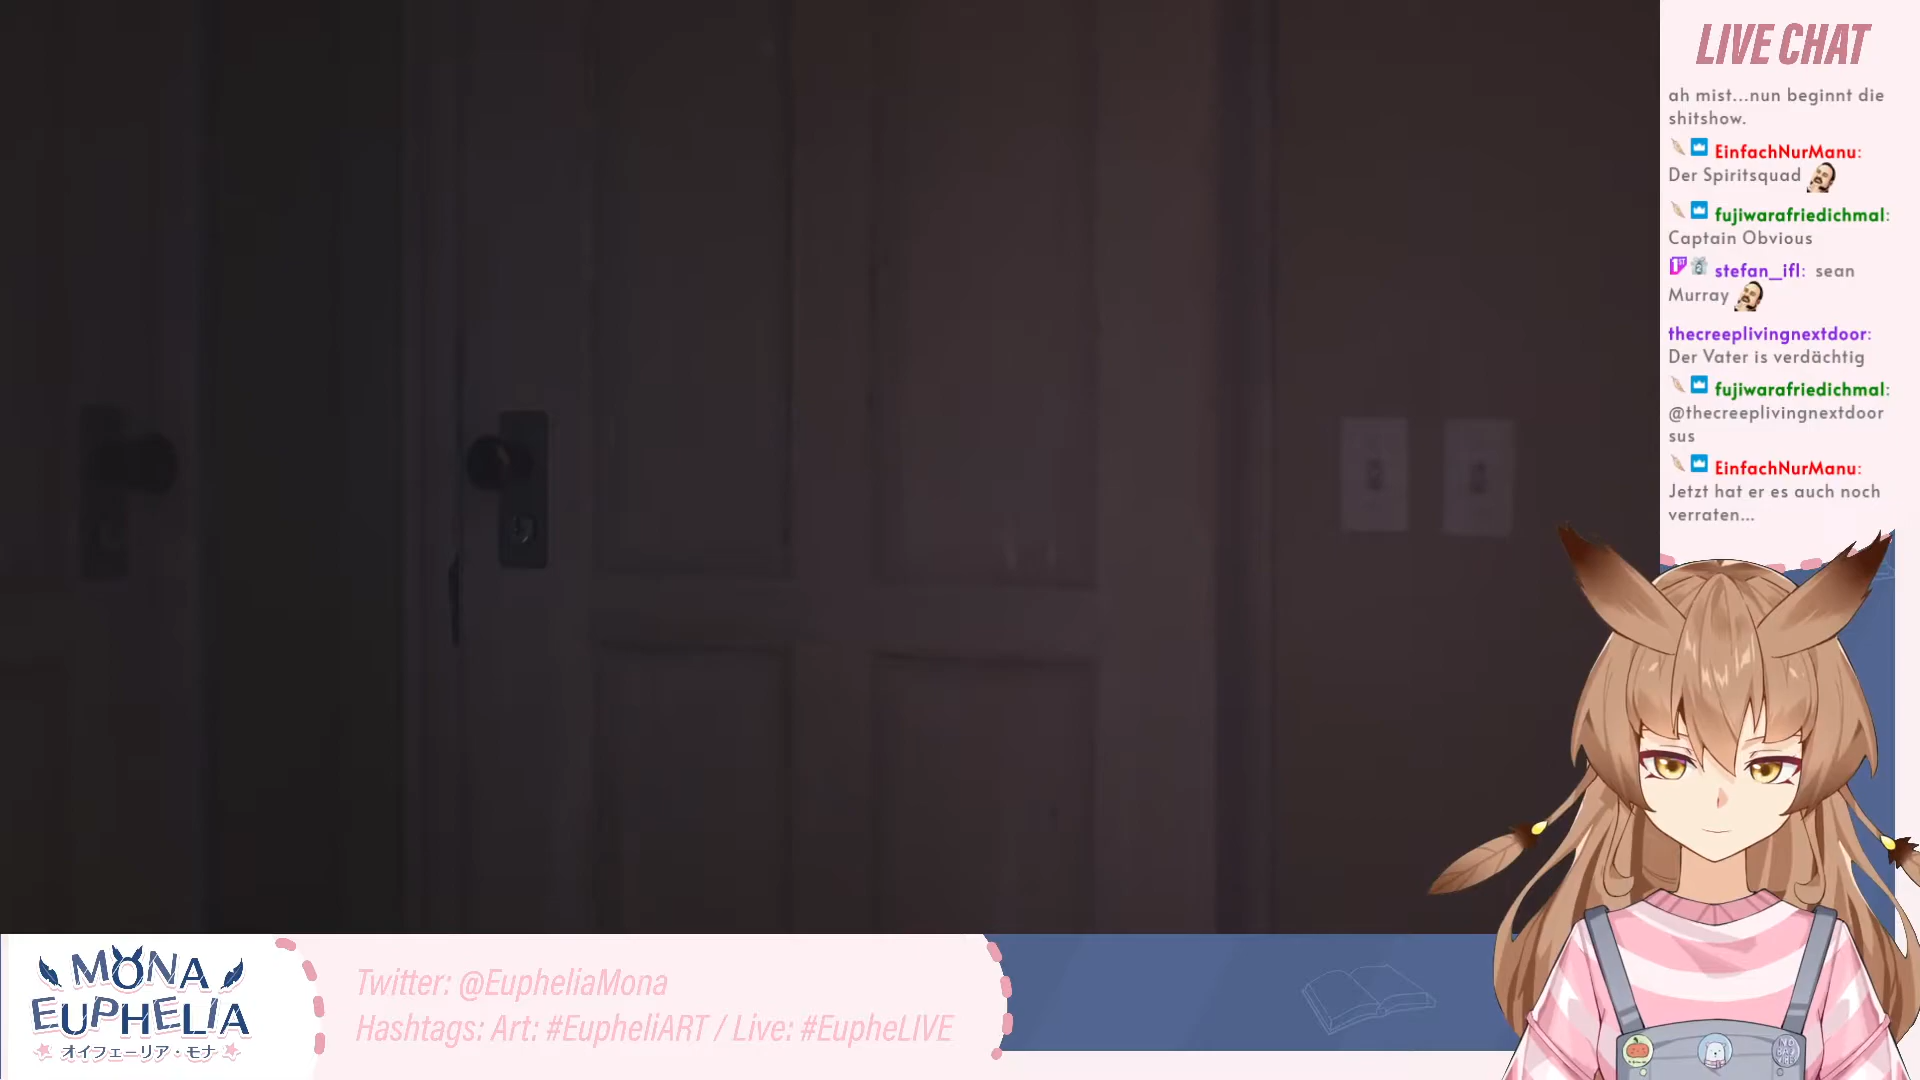 LIVE CHAT
ah mist...nun beginnt die
shitshow.
EinfachNurManu:
Der Spiritsquad
fujiwarafriedichmal:
Captain Obvious
stefan_ifl: sean
Murray
thecreeplivingnextdoor:
Der Vater is verdächtig
fujiwarafriedichmal:
@thecreeplivingnextdoor
sus
EinfachNurManu:
Jetzt hat er es auch noch
verraten...
MONA
EUPHELIA
オイフェーリア・モナ
Twitter: @EupheliaMona
Hashtags: Art: #EupheliART / Live: #EupheLIVE